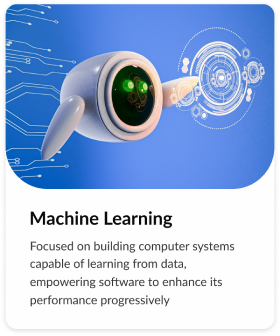 Machine Learning
Focused on building computer systems
capable of learning from data,
empowering software to enhance its
performance progressively